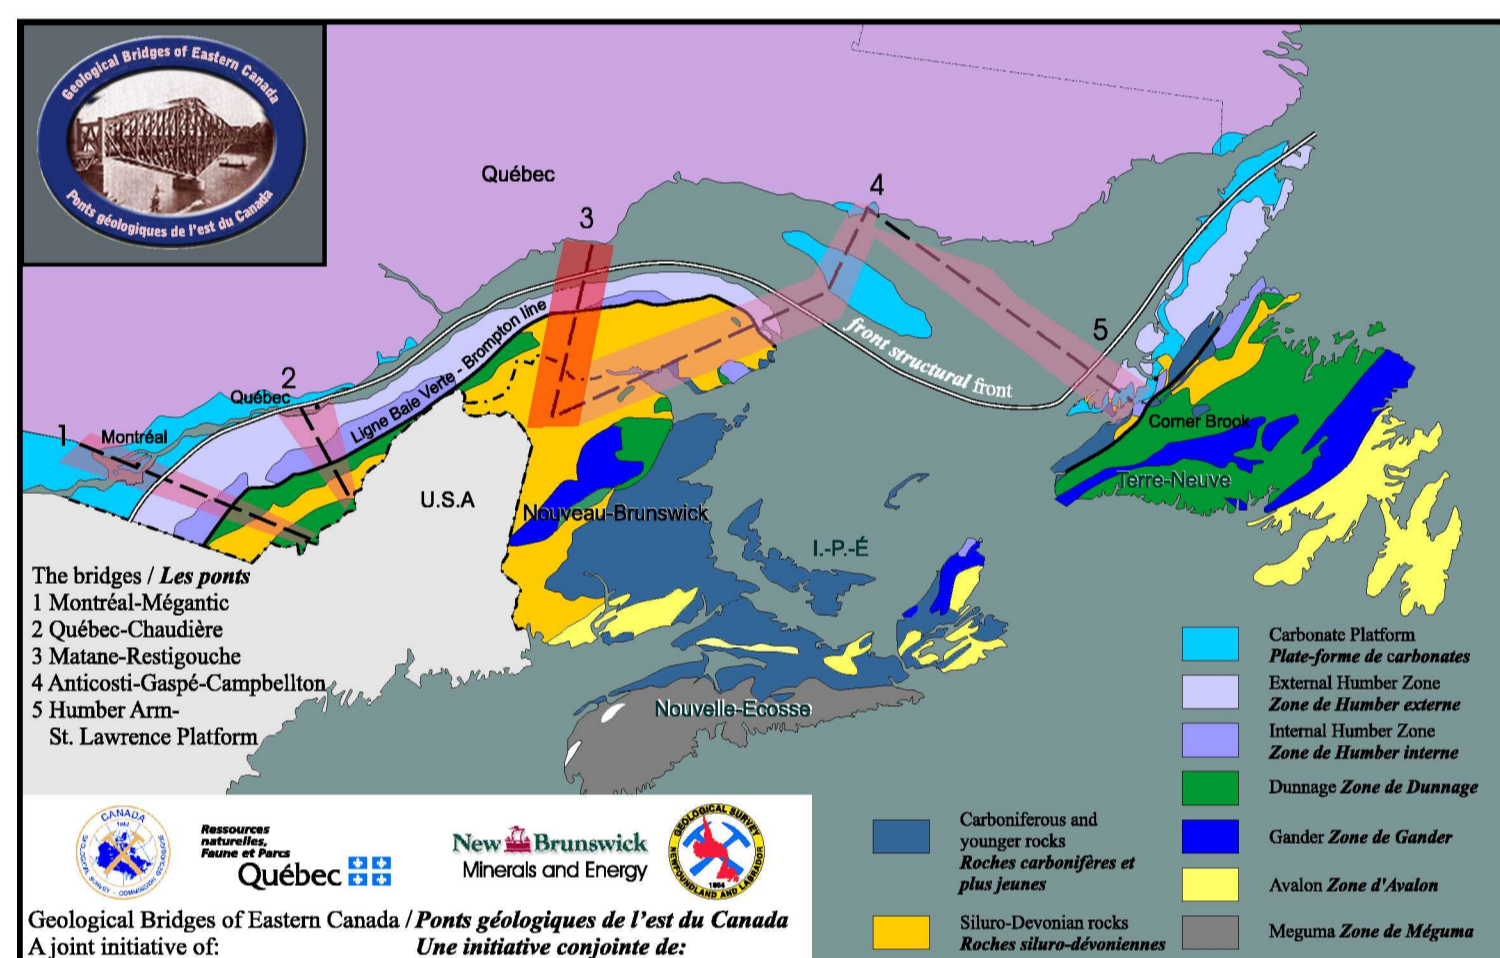 Geological Bridges of Eastern Canada
Ponts géologiques de l'est du Canada
Québec
4
3
5
2
Québec
1
Montréal
Ligne Baie Verte - Brompton line
front structural front
Corner Brook
Terre-Neuve
U.S.A
Nouveau-Brunswick
I.-P.-É
Nouvelle-Ecosse
The bridges / Les ponts
1 Montréal-Mégantic
2 Québec-Chaudière
3 Matane-Restigouche
4 Anticosti-Gaspé-Campbellton
5 Humber Arm-
St. Lawrence Platform
Carbonate Platform
Plate-forme de carbonates
External Humber Zone
Zone de Humber externe
Internal Humber Zone
Zone de Humber interne
Dunnage Zone de Dunnage
Gander Zone de Gander
Avalon Zone d'Avalon
Meguma Zone de Méguma
Carboniferous and
younger rocks
Roches carbonifères et
plus jeunes
Siluro-Devonian rocks
Roches siluro-dévoniennes
CANADA
1842
Ressources
naturelles,
Faune et Parcs
Québec
New Brunswick
Minerals and Energy
GEOLOGICAL SURVEY
NEWFOUNDLAND AND LABRADOR
1864
Geological Bridges of Eastern Canada / Ponts géologiques de l'est du Canada
A joint initiative of: Une initiative conjointe de: